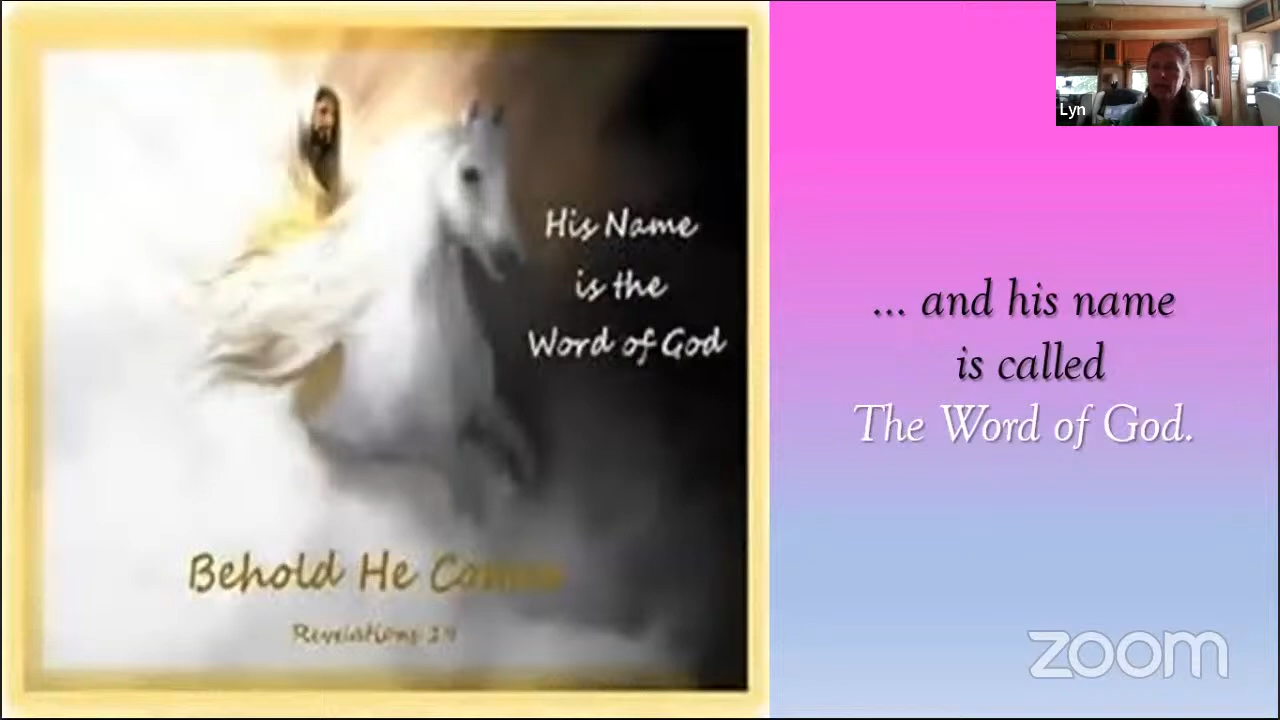 His Name
is the
Word of God
Behold He Comes
Revelations 19
Lyn
... and his name
is called
The Word of God.
zoom